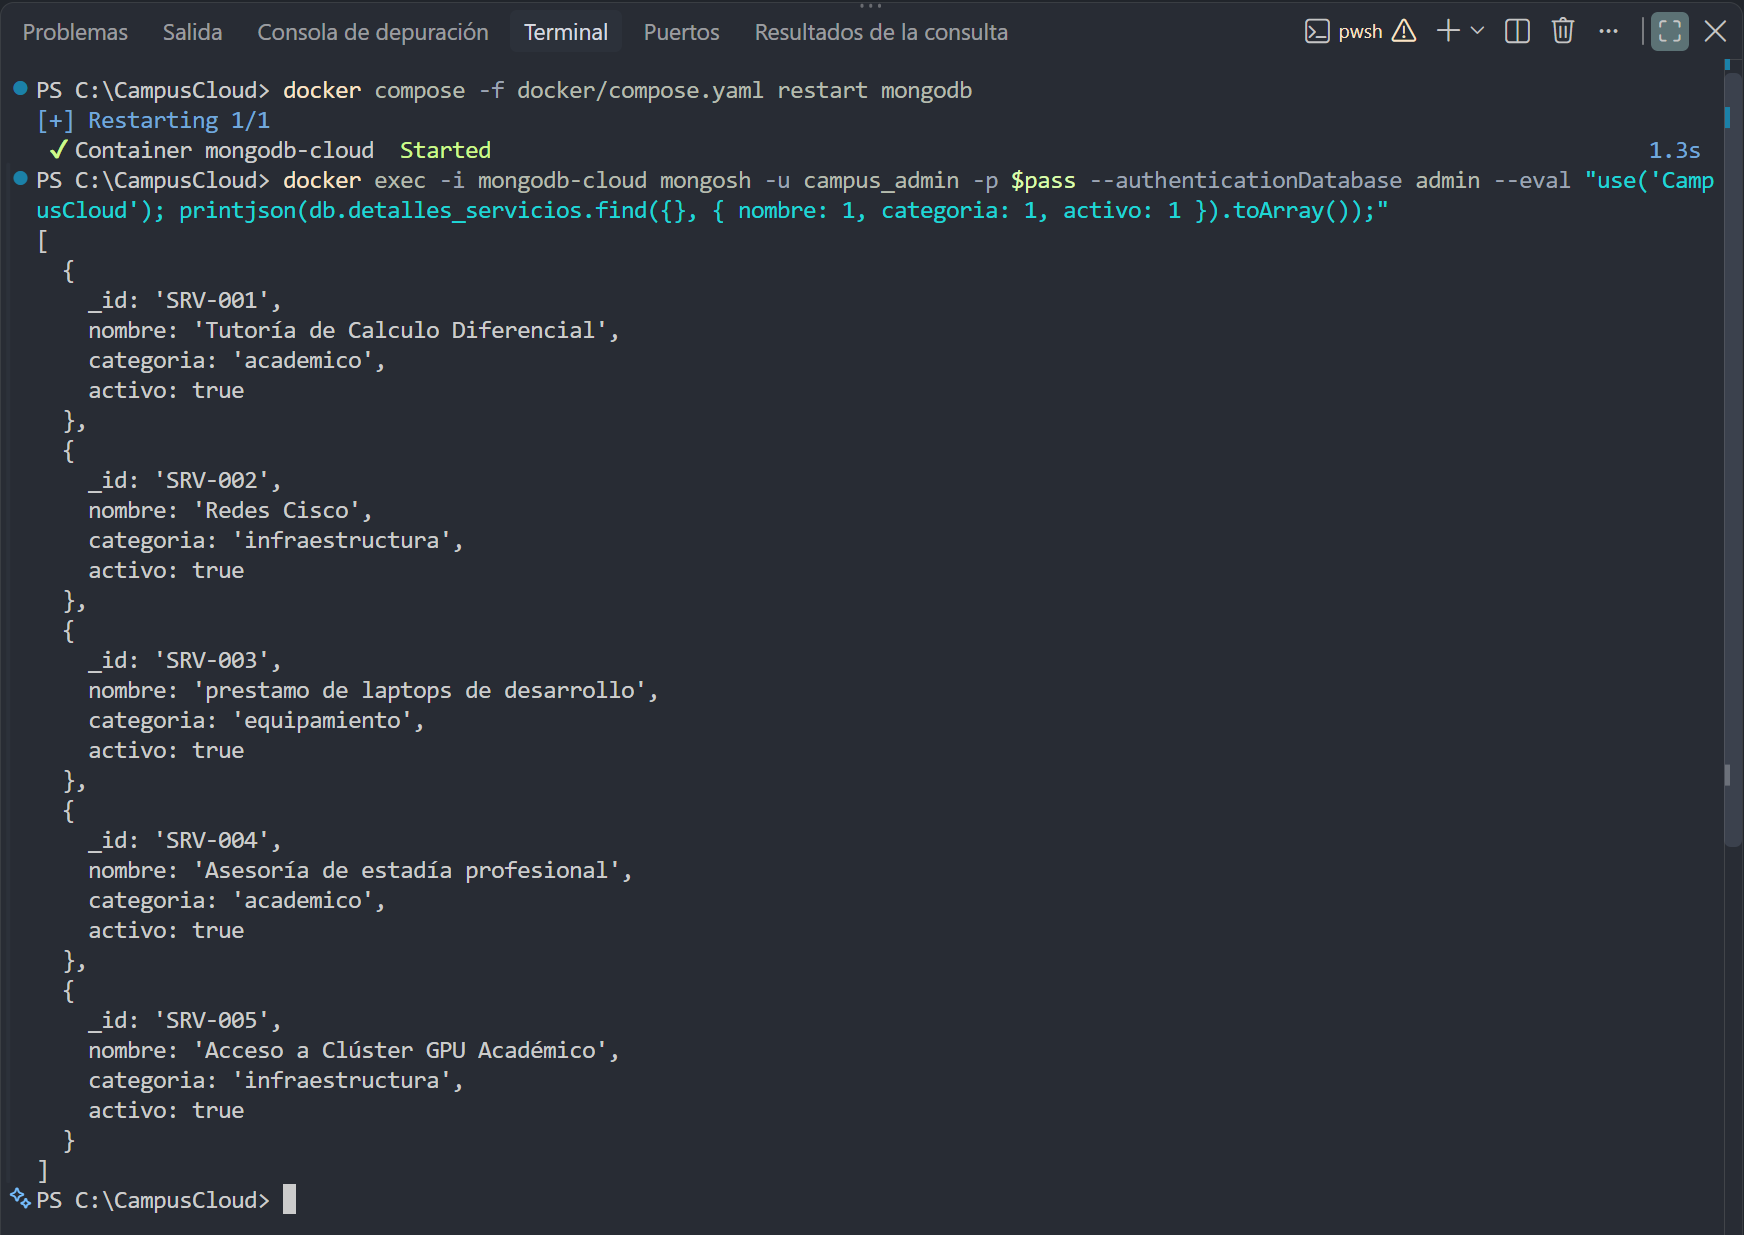 Problemas Salida Consola de depuración Terminal Puertos Resultados de la consulta pwsh
PS C:\CampusCloud> docker compose -f docker/compose.yaml restart mongodb
[+] Restarting 1/1
✓ Container mongodb-cloud Started 1.3s
PS C:\CampusCloud> docker exec -i mongodb-cloud mongosh -u campus_admin -p $pass --authenticationDatabase admin --eval "use('Camp
usCloud'); printjson(db.detalles_servicios.find({}, { nombre: 1, categoria: 1, activo: 1 }).toArray());"
[
{
_id: 'SRV-001',
nombre: 'Tutoría de Calculo Diferencial',
categoria: 'academico',
activo: true
},
{
_id: 'SRV-002',
nombre: 'Redes Cisco',
categoria: 'infraestructura',
activo: true
},
{
_id: 'SRV-003',
nombre: 'prestamo de laptops de desarrollo',
categoria: 'equipamiento',
activo: true
},
{
_id: 'SRV-004',
nombre: 'Asesoría de estadía profesional',
categoria: 'academico',
activo: true
},
{
_id: 'SRV-005',
nombre: 'Acceso a Clúster GPU Académico',
categoria: 'infraestructura',
activo: true
}
]
PS C:\CampusCloud>